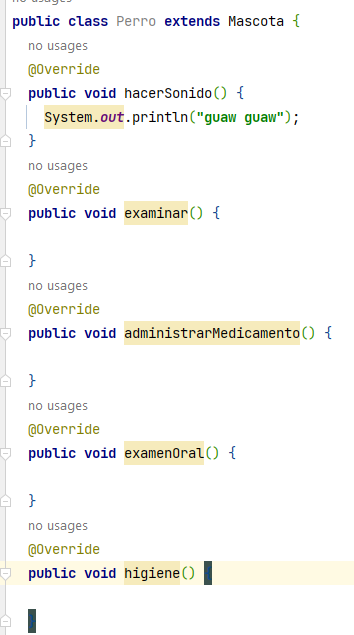 no usages
public class Perro extends Mascota {
no usages
@Override
public void hacerSonido() {
System.out.println("guaw guaw");
}
no usages
@Override
public void examinar() {
}
no usages
@Override
public void administrarMedicamento() {
}
no usages
@Override
public void examenOral() {
}
no usages
@Override
public void higiene() {
}